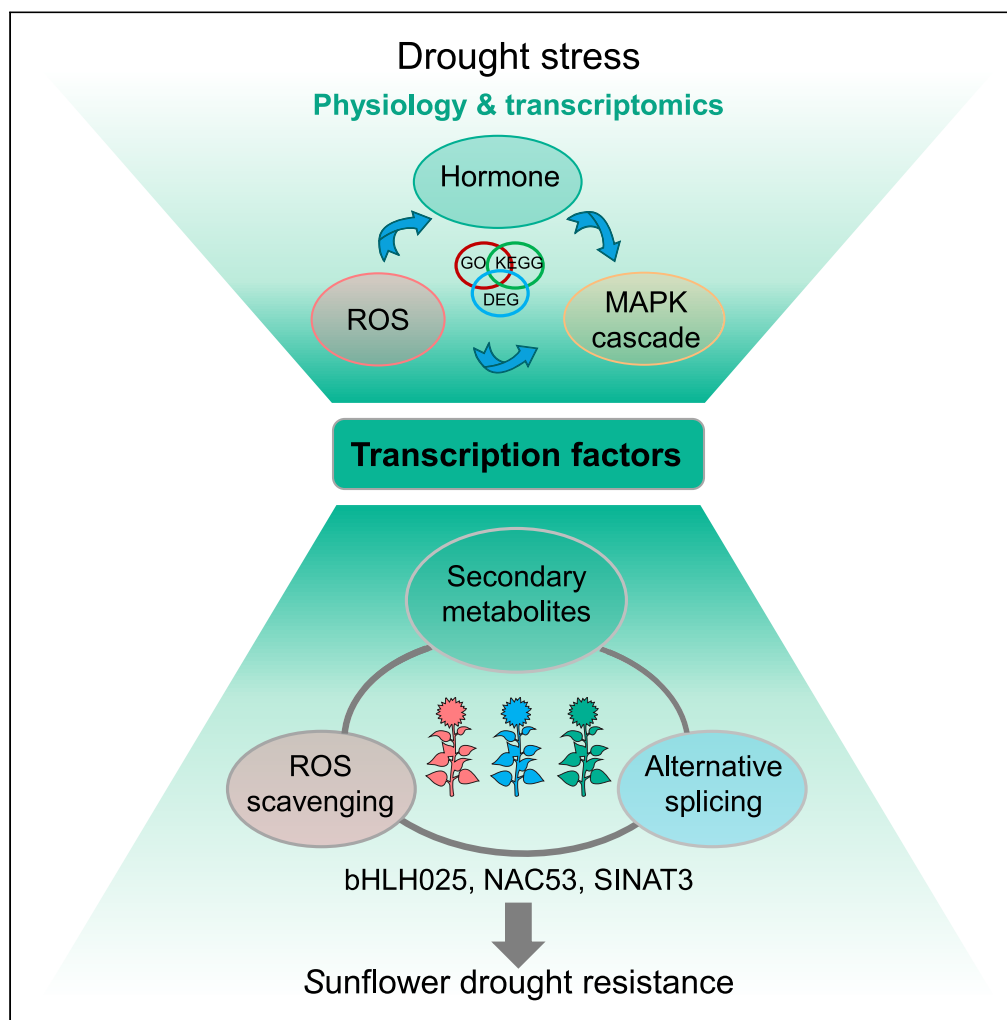 Drought stress
Physiology & transcriptomics
Hormone
GO KEGG
DEG
ROS
MAPK
cascade
Transcription factors
Secondary
metabolites
ROS
scavenging
Alternative
splicing
bHLH025, NAC53, SINAT3
Sunflower drought resistance